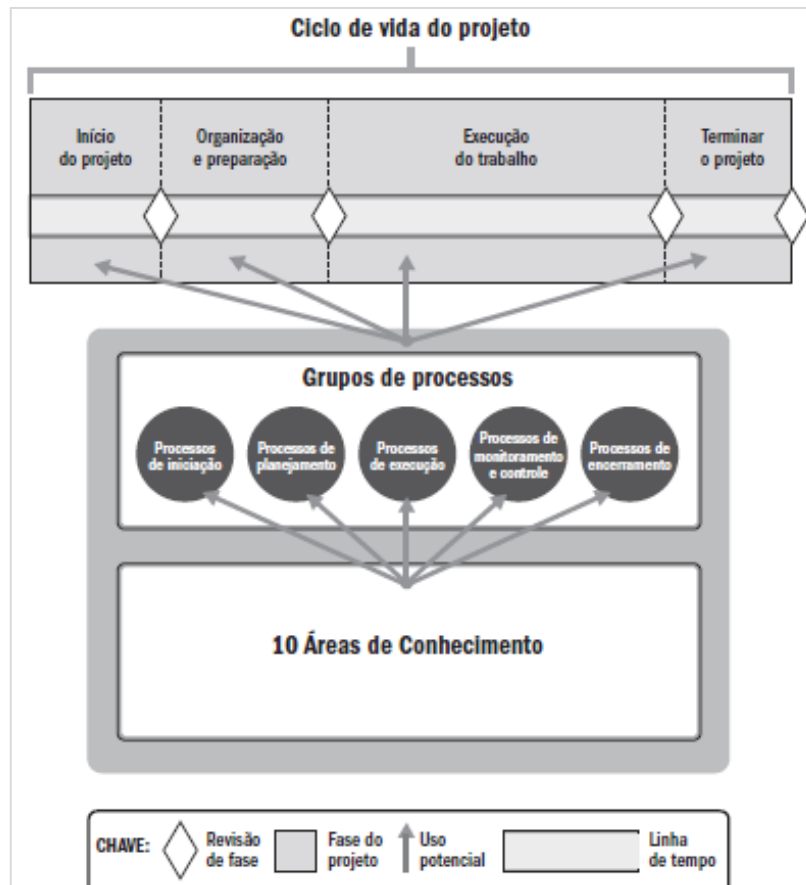 Ciclo de vida do projeto
Início
do projeto
Organização
e preparação
Execução
do trabalho
Terminar
o projeto
Grupos de processos
Processos
de iniciação
Processos de
planejamento
Processos
de execução
Processos de
monitoramento
e controle
Processos de
encerramento
10 Áreas de Conhecimento
CHAVE:
Revisão
de fase
Fase do
projeto
Uso
potencial
Linha
de tempo